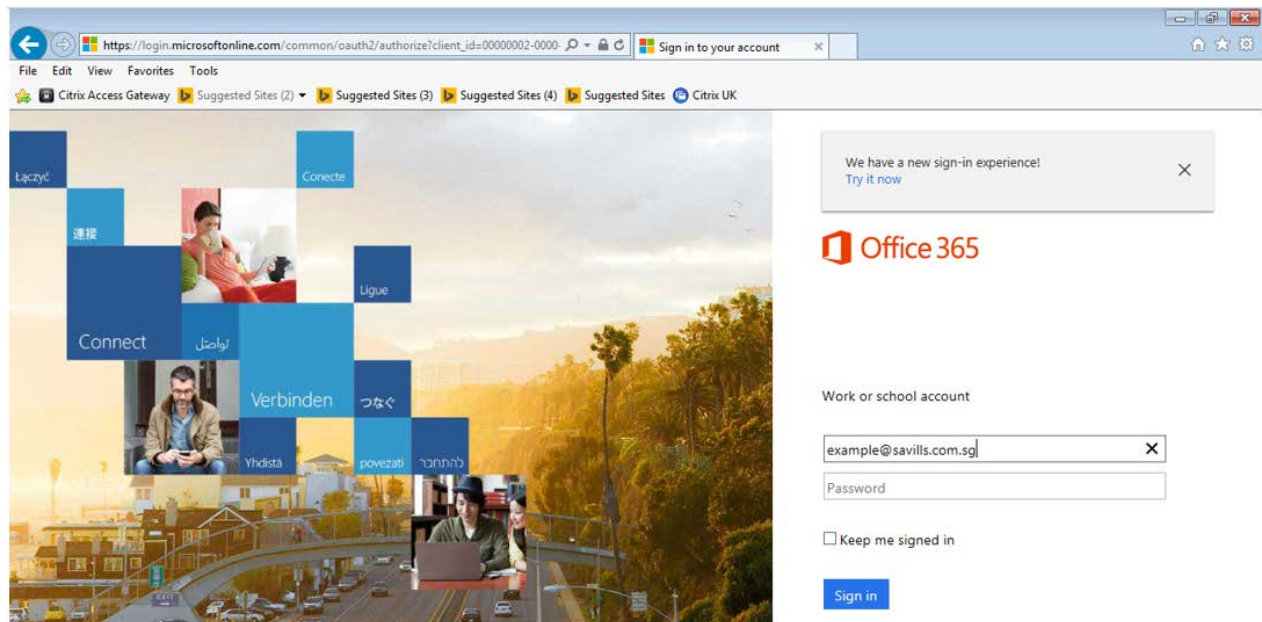 https://login.microsoftonline.com/common/oauth2/authorize?client_id=00000002-0000-
Sign in to your account
File Edit View Favorites Tools
Citrix Access Gateway Suggested Sites (2) Suggested Sites (3) Suggested Sites (4) Suggested Sites Citrix UK
Łączyć
Conecte
連接
Ligue
Connect
تواصَل
Verbinden
つなぐ
Yhdistä
povezati
להתחבר
EXIT
We have a new sign-in experience!
Try it now
Office 365
Work or school account
example@savills.com.sg
Password
Keep me signed in
Sign in